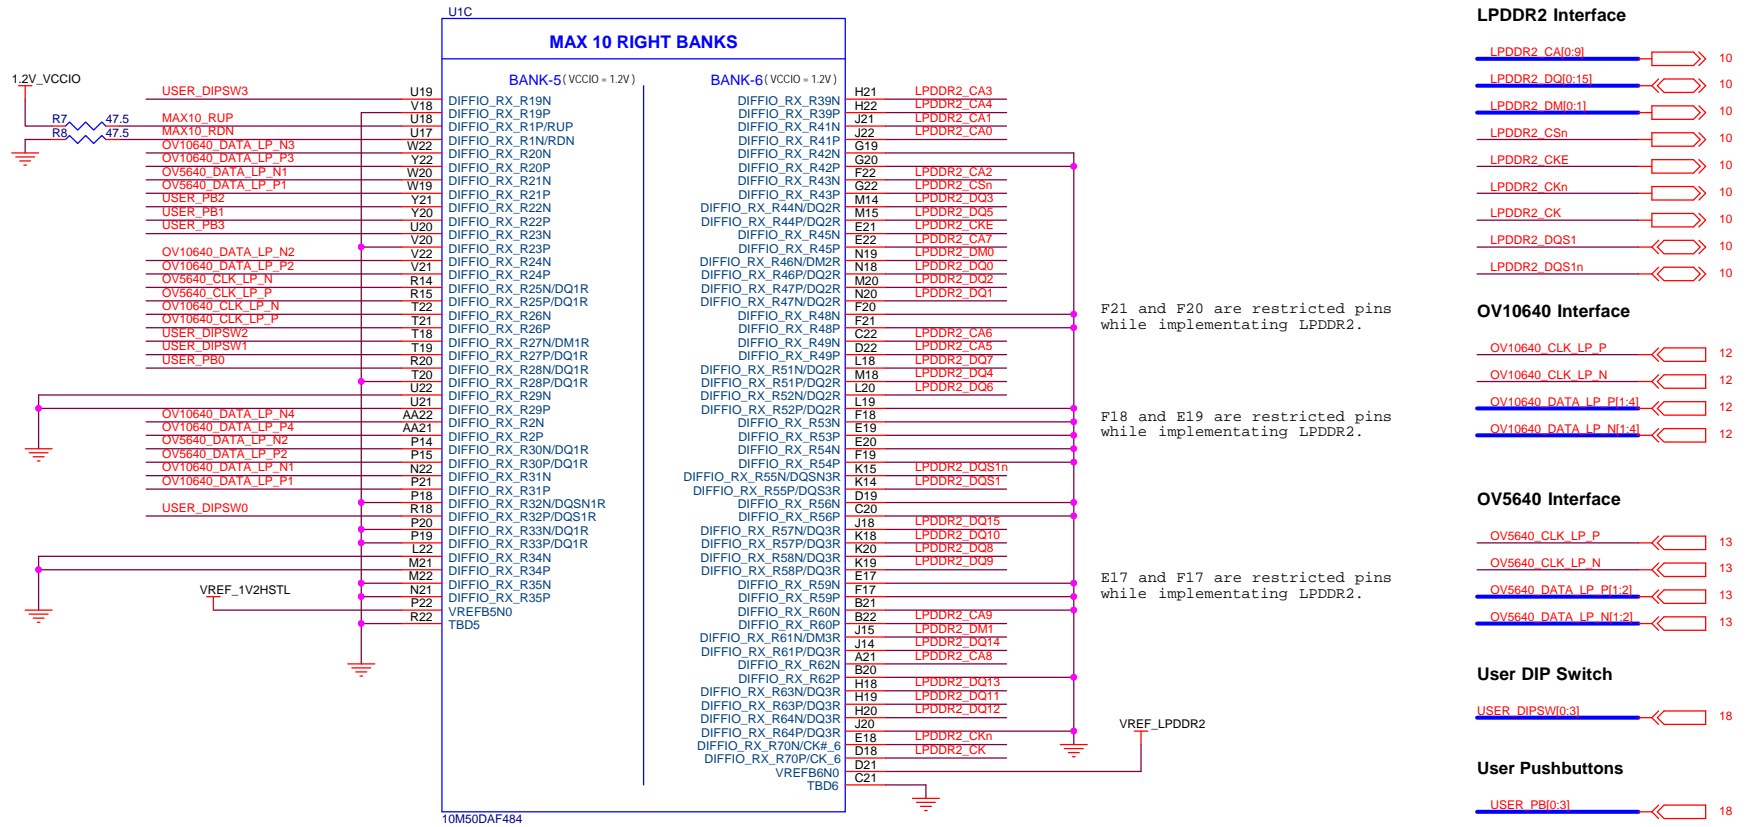 U1C
MAX 10 RIGHT BANKS
BANK-5 ( VCCIO = 1.2V )
BANK-6 ( VCCIO = 1.2V )
1.2V_VCCIO
R7 47.5 MAX10_RUP
R8 47.5 MAX10_RDN
USER_DIPSW3 U19 DIFFIO_RX_R19N
V18 DIFFIO_RX_R19P
U18 DIFFIO_RX_R1P/RUP
U17 DIFFIO_RX_R1N/RDN
OV10640_DATA_LP_N3 W22 DIFFIO_RX_R20N
OV10640_DATA_LP_P3 Y22 DIFFIO_RX_R20P
OV5640_DATA_LP_N1 W20 DIFFIO_RX_R21N
OV5640_DATA_LP_P1 W19 DIFFIO_RX_R21P
USER_PB2 Y21 DIFFIO_RX_R22N
USER_PB1 Y20 DIFFIO_RX_R22P
USER_PB3 U20 DIFFIO_RX_R23N
V20 DIFFIO_RX_R23P
OV10640_DATA_LP_N2 V22 DIFFIO_RX_R24N
OV10640_DATA_LP_P2 V21 DIFFIO_RX_R24P
OV5640_CLK_LP_N R14 DIFFIO_RX_R25N/DQ1R
OV5640_CLK_LP_P R15 DIFFIO_RX_R25P/DQ1R
OV10640_CLK_LP_N T22 DIFFIO_RX_R26N
OV10640_CLK_LP_P T21 DIFFIO_RX_R26P
USER_DIPSW2 T18 DIFFIO_RX_R27N/DM1R
USER_DIPSW1 T19 DIFFIO_RX_R27P/DQ1R
USER_PB0 R20 DIFFIO_RX_R28N/DQ1R
T20 DIFFIO_RX_R28P/DQ1R
U22 DIFFIO_RX_R29N
U21 DIFFIO_RX_R29P
OV10640_DATA_LP_N4 AA22 DIFFIO_RX_R2N
OV10640_DATA_LP_P4 AA21 DIFFIO_RX_R2P
OV5640_DATA_LP_N2 P14 DIFFIO_RX_R30N/DQ1R
OV5640_DATA_LP_P2 P15 DIFFIO_RX_R30P/DQ1R
OV10640_DATA_LP_N1 N22 DIFFIO_RX_R31N
OV10640_DATA_LP_P1 P21 DIFFIO_RX_R31P
P18 DIFFIO_RX_R32N/DQSN1R
USER_DIPSW0 R18 DIFFIO_RX_R32P/DQS1R
P20 DIFFIO_RX_R33N/DQ1R
P19 DIFFIO_RX_R33P/DQ1R
L22 DIFFIO_RX_R34N
M21 DIFFIO_RX_R34P
M22 DIFFIO_RX_R35N
N21 DIFFIO_RX_R35P
VREF_1V2HSTL P22 VREFB5N0
R22 TBD5
DIFFIO_RX_R39N H21 LPDDR2_CA3
DIFFIO_RX_R39P H22 LPDDR2_CA4
DIFFIO_RX_R41N J21 LPDDR2_CA1
DIFFIO_RX_R41P J22 LPDDR2_CA0
DIFFIO_RX_R42N G19
DIFFIO_RX_R42P G20
DIFFIO_RX_R43N F22 LPDDR2_CA2
DIFFIO_RX_R43P G22 LPDDR2_CSn
DIFFIO_RX_R44N/DQ2R M14 LPDDR2_DQ3
DIFFIO_RX_R44P/DQ2R M15 LPDDR2_DQ5
DIFFIO_RX_R45N E21 LPDDR2_CKE
DIFFIO_RX_R45P E22 LPDDR2_CA7
DIFFIO_RX_R46N/DM2R N19 LPDDR2_DM0
DIFFIO_RX_R46P/DQ2R N18 LPDDR2_DQ0
DIFFIO_RX_R47P/DQ2R M20 LPDDR2_DQ2
DIFFIO_RX_R47N/DQ2R N20 LPDDR2_DQ1
DIFFIO_RX_R48N F20
DIFFIO_RX_R48P F21
DIFFIO_RX_R49N C22 LPDDR2_CA6
DIFFIO_RX_R49P D22 LPDDR2_CA5
DIFFIO_RX_R51N/DQ2R L18 LPDDR2_DQ7
DIFFIO_RX_R51P/DQ2R M18 LPDDR2_DQ4
DIFFIO_RX_R52N/DQ2R L20 LPDDR2_DQ6
DIFFIO_RX_R52P/DQ2R L19
DIFFIO_RX_R53N F18
DIFFIO_RX_R53P E19
DIFFIO_RX_R54N E20
DIFFIO_RX_R54P F19
DIFFIO_RX_R55N/DQSN3R K15 LPDDR2_DQS1n
DIFFIO_RX_R55P/DQS3R K14 LPDDR2_DQS1
DIFFIO_RX_R56N D19
DIFFIO_RX_R56P C20
DIFFIO_RX_R57N/DQ3R J18 LPDDR2_DQ15
DIFFIO_RX_R57P/DQ3R K18 LPDDR2_DQ10
DIFFIO_RX_R58N/DQ3R K20 LPDDR2_DQ8
DIFFIO_RX_R58P/DQ3R K19 LPDDR2_DQ9
DIFFIO_RX_R59N E17
DIFFIO_RX_R59P F17
DIFFIO_RX_R60N B21
DIFFIO_RX_R60P B22 LPDDR2_CA9
DIFFIO_RX_R61N/DM3R J15 LPDDR2_DM1
DIFFIO_RX_R61P/DQ3R J14 LPDDR2_DQ14
DIFFIO_RX_R62N A21 LPDDR2_CA8
DIFFIO_RX_R62P B20
DIFFIO_RX_R63N/DQ3R H18 LPDDR2_DQ13
DIFFIO_RX_R63P/DQ3R H19 LPDDR2_DQ11
DIFFIO_RX_R64N/DQ3R H20 LPDDR2_DQ12
DIFFIO_RX_R64P/DQ3R J20
DIFFIO_RX_R70N/CK#_6 E18 LPDDR2_CKn
DIFFIO_RX_R70P/CK_6 D18 LPDDR2_CK
VREFB6N0 D21 VREF_LPDDR2
TBD6 C21
10M50DAF484
F21 and F20 are restricted pins
while implementating LPDDR2.
F18 and E19 are restricted pins
while implementating LPDDR2.
E17 and F17 are restricted pins
while implementating LPDDR2.
LPDDR2 Interface
LPDDR2_CA[0:9] 10
LPDDR2_DQ[0:15] 10
LPDDR2_DM[0:1] 10
LPDDR2_CSn 10
LPDDR2_CKE 10
LPDDR2_CKn 10
LPDDR2_CK 10
LPDDR2_DQS1 10
LPDDR2_DQS1n 10
OV10640 Interface
OV10640_CLK_LP_P 12
OV10640_CLK_LP_N 12
OV10640_DATA_LP_P[1:4] 12
OV10640_DATA_LP_N[1:4] 12
OV5640 Interface
OV5640_CLK_LP_P 13
OV5640_CLK_LP_N 13
OV5640_DATA_LP_P[1:2] 13
OV5640_DATA_LP_N[1:2] 13
User DIP Switch
USER_DIPSW[0:3] 18
User Pushbuttons
USER_PB[0:3] 18